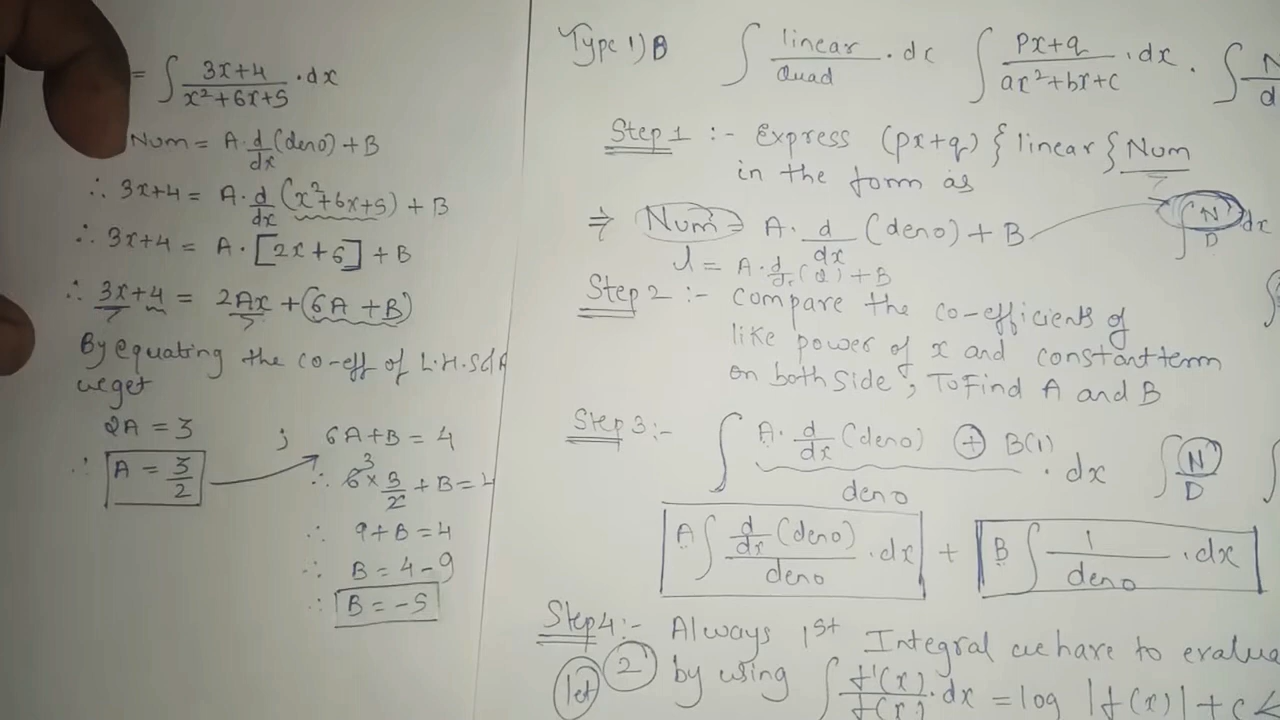 = ∫ 3x+4 / x²+6x+5 · dx
Num = A. d/dx (deno) + B
∴ 3x+4 = A. d/dx (x²+6x+5) + B
∴ 3x+4 = A. [2x+6] + B
∴ 3x+4 = 2Ax + (6A + B)
By equating the co-eff of L.H.S &
we get
2A = 3 ; 6A+B = 4
∴ A = 3/2
∴ 6³ × 3/2 + B = 4
∴ 9+B = 4
∴ B = 4-9
∴ B = -5
Type 1) B ∫ linear / Quad . dx ∫ px+q / ax²+bx+c . dx . ∫ N / d
Step 1 :- Express (px+q) { linear { Num
in the form as
⇒ Num = A. d/dx (deno) + B ∫ N / D dx
l = A. d/dx (Q) + B
Step 2 :- Compare the co-efficients of
like power of x and constant term
on both side, To Find A and B
Step 3 :- ∫ A. d/dx (deno) + B(1) / deno . dx ∫ N / D
A ∫ d/dx (deno) / deno . dx + B ∫ 1 / deno . dx
Step 4 :- Always 1st Integral we have to evalua
let 2 by using ∫ f'(x) / f(x) . dx = log |f(x)| + c